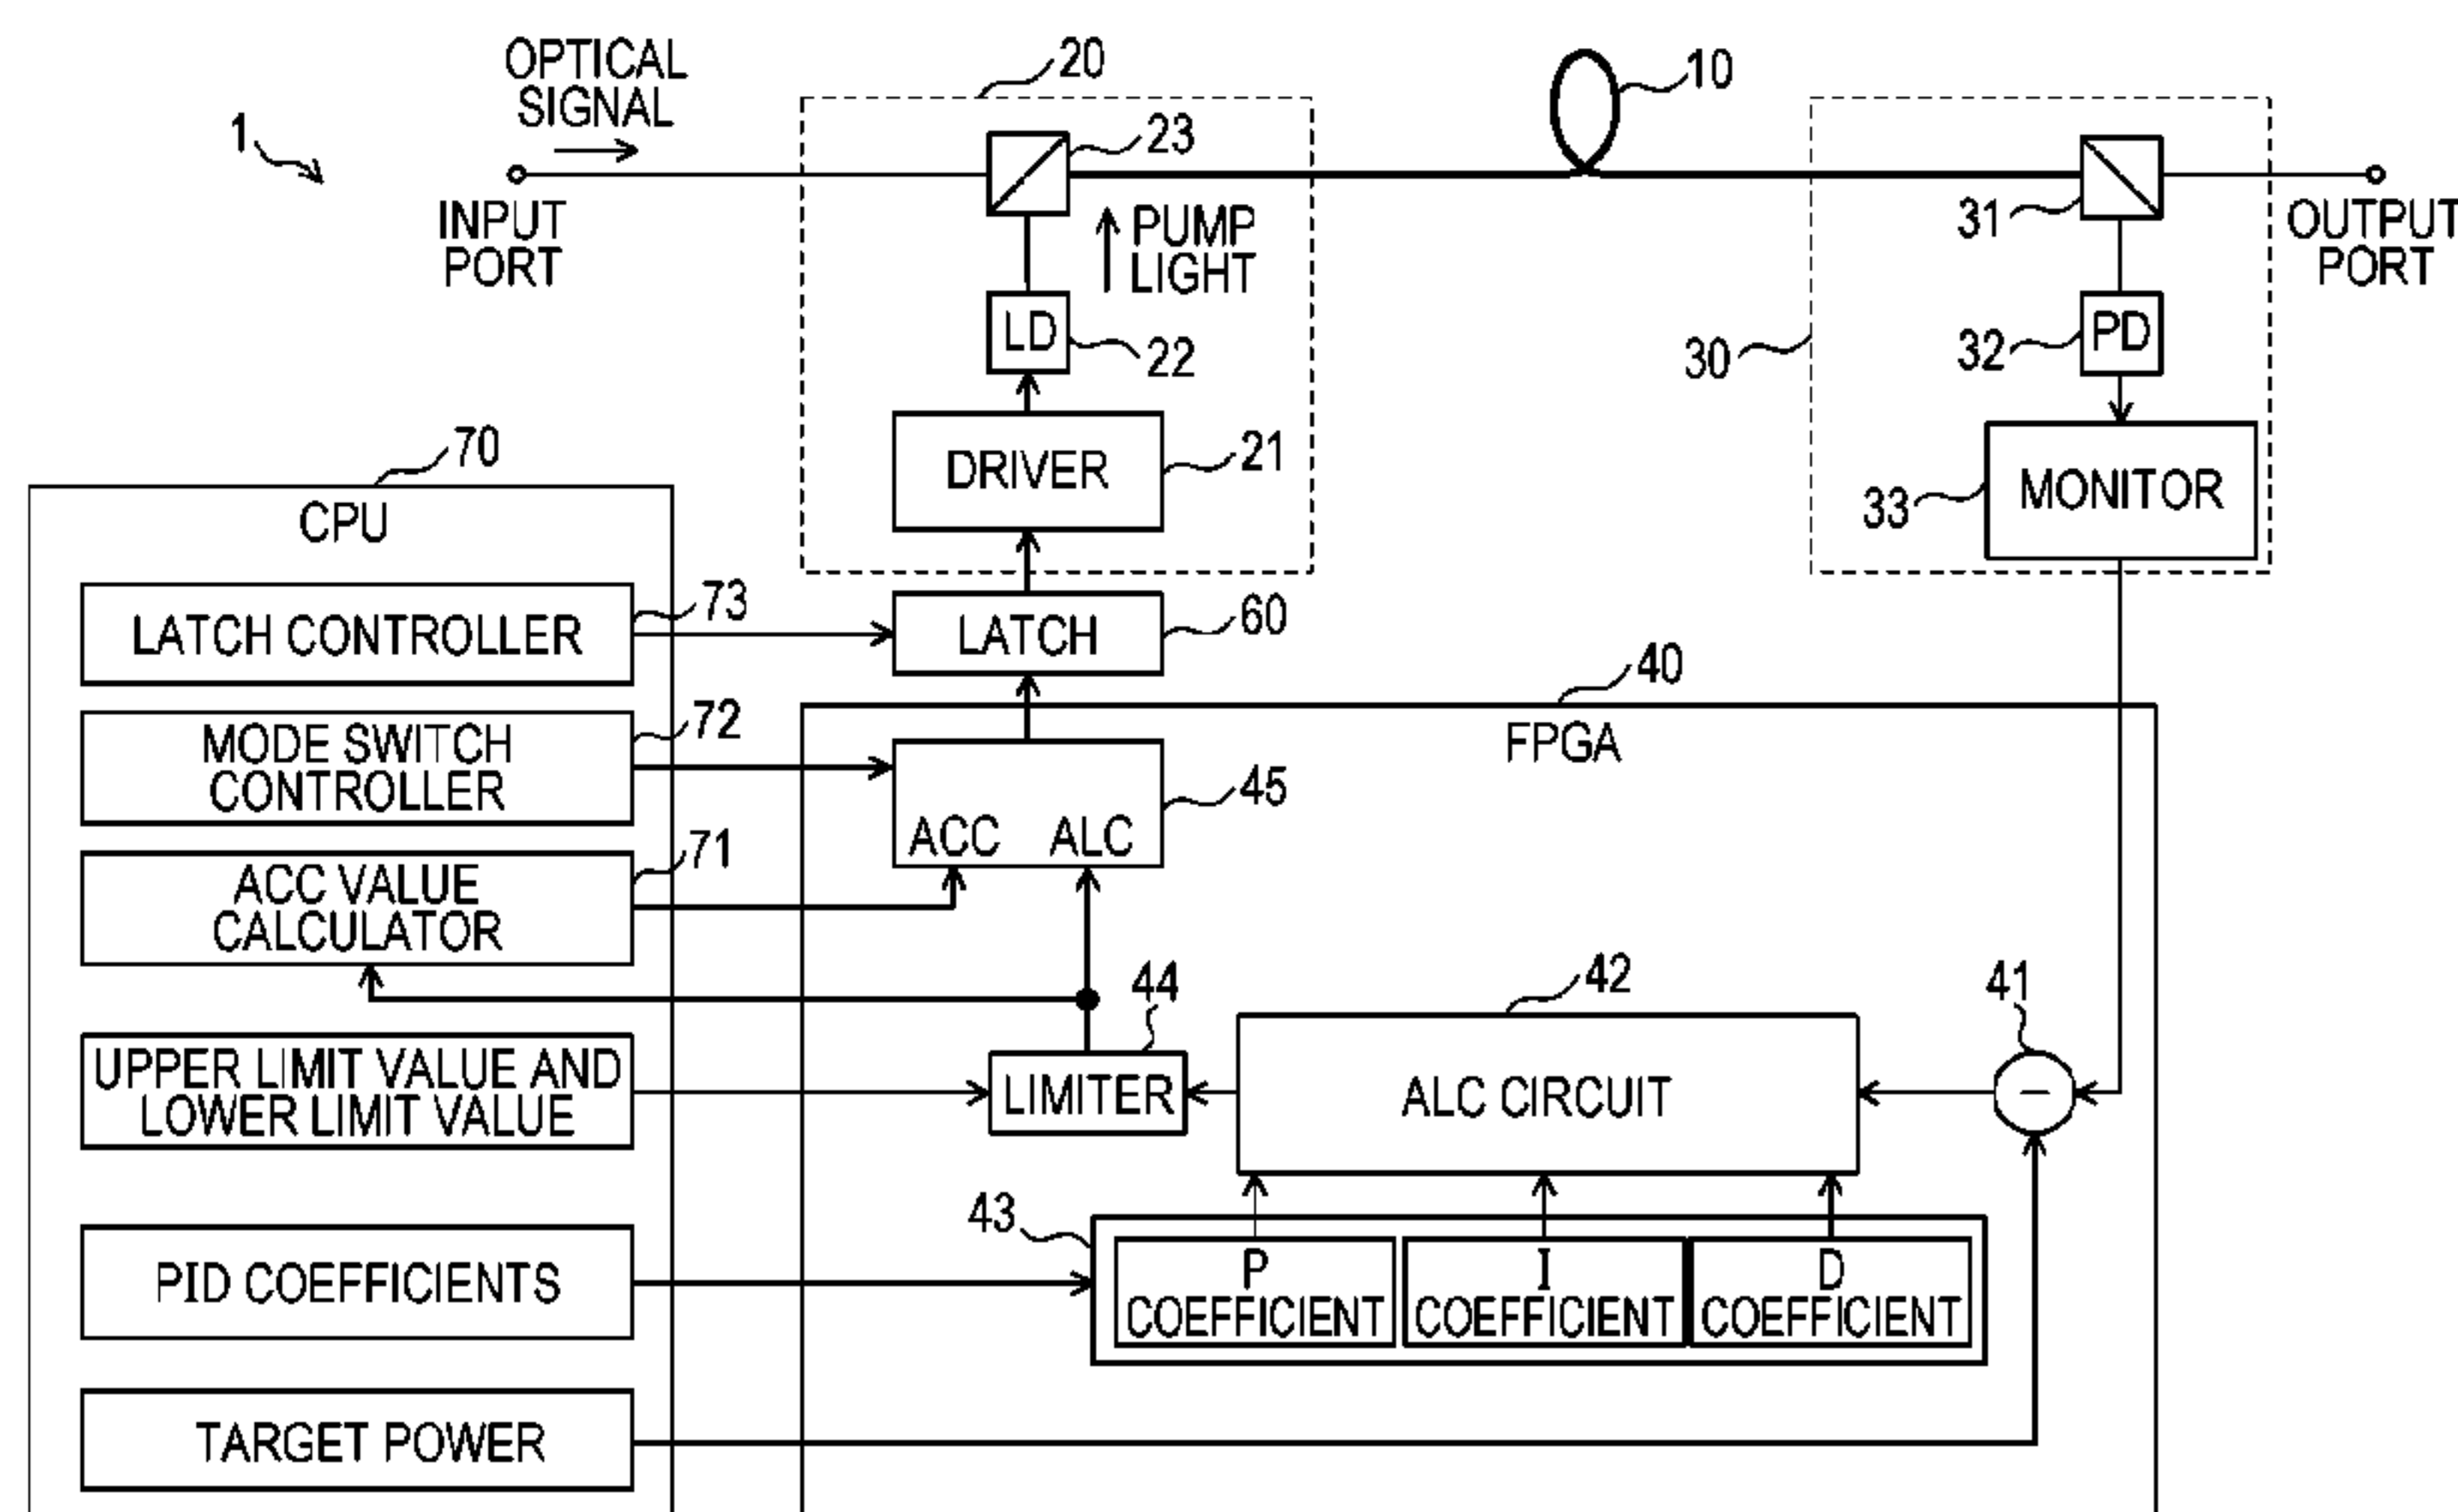 OPTICAL
SIGNAL
20
10
1
23
INPUT
PORT
PUMP
LIGHT
31
OUTPUT
PORT
LD
22
30
32
PD
70
CPU
DRIVER
21
33
MONITOR
LATCH CONTROLLER
73
LATCH
60
40
FPGA
MODE SWITCH
CONTROLLER
72
45
ACC
ALC
ACC VALUE
CALCULATOR
71
44
42
41
UPPER LIMIT VALUE AND
LOWER LIMIT VALUE
LIMITER
ALC CIRCUIT
−
43
PID COEFFICIENTS
P
COEFFICIENT
I
COEFFICIENT
D
COEFFICIENT
TARGET POWER